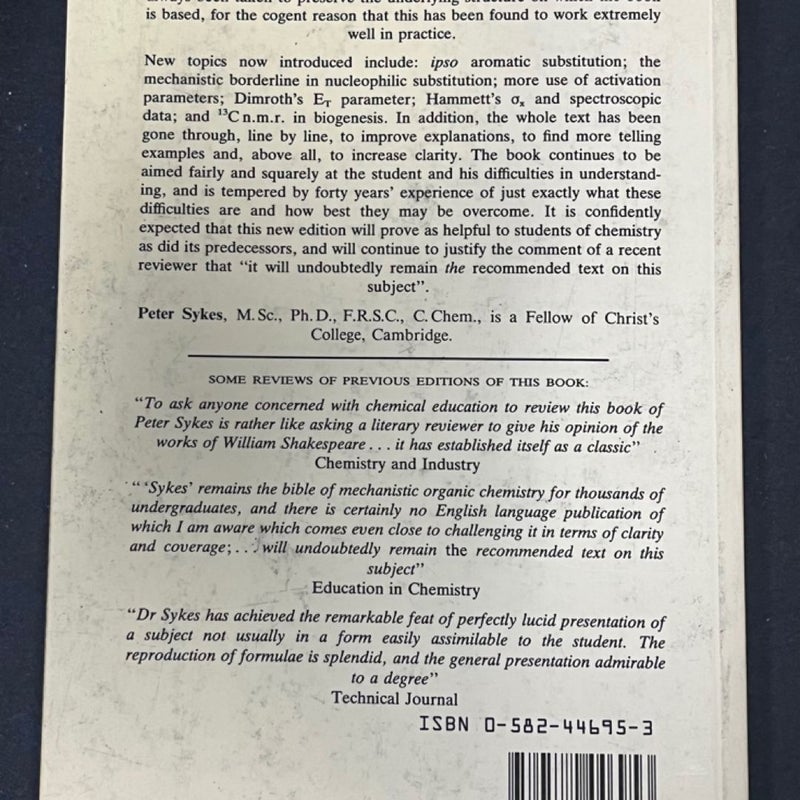 always been taken to preserve the underlying structure on which the book
is based, for the cogent reason that this has been found to work extremely
well in practice.
New topics now introduced include: ipso aromatic substitution; the
mechanistic borderline in nucleophilic substitution; more use of activation
parameters; Dimroth's E_T parameter; Hammett's σₓ and spectroscopic
data; and ¹³C n.m.r. in biogenesis. In addition, the whole text has been
gone through, line by line, to improve explanations, to find more telling
examples and, above all, to increase clarity. The book continues to be
aimed fairly and squarely at the student and his difficulties in understand-
ing, and is tempered by forty years' experience of just exactly what these
difficulties are and how best they may be overcome. It is confidently
expected that this new edition will prove as helpful to students of chemistry
as did its predecessors, and will continue to justify the comment of a recent
reviewer that "it will undoubtedly remain the recommended text on this
subject".
Peter Sykes, M.Sc., Ph.D., F.R.S.C., C.Chem., is a Fellow of Christ's
College, Cambridge.
SOME REVIEWS OF PREVIOUS EDITIONS OF THIS BOOK:
"To ask anyone concerned with chemical education to review this book of
Peter Sykes is rather like asking a literary reviewer to give his opinion of the
works of William Shakespeare . . . it has established itself as a classic"
Chemistry and Industry
" 'Sykes' remains the bible of mechanistic organic chemistry for thousands of
undergraduates, and there is certainly no English language publication of
which I am aware which comes even close to challenging it in terms of clarity
and coverage; . . . will undoubtedly remain the recommended text on this
subject"
Education in Chemistry
"Dr Sykes has achieved the remarkable feat of perfectly lucid presentation of
a subject not usually in a form easily assimilable to the student. The
reproduction of formulae is splendid, and the general presentation admirable
to a degree"
Technical Journal
ISBN 0-582-44695-3